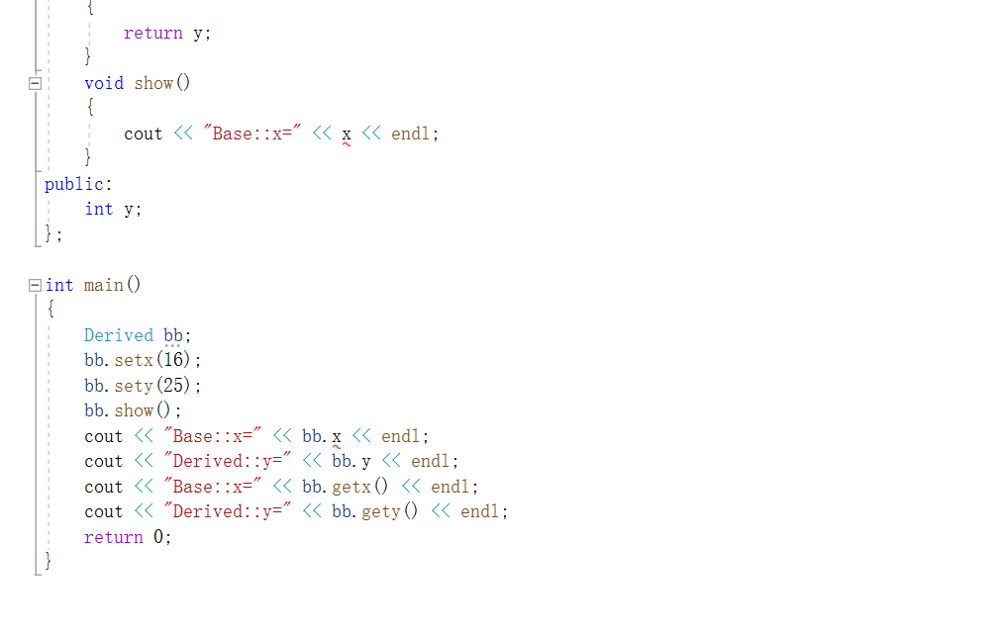 {
return y;
}
void show()
{
cout << "Base::x=" << x << endl;
}
public:
int y;
};
int main()
{
Derived bb;
bb.setx(16);
bb.sety(25);
bb.show();
cout << "Base::x=" << bb.x << endl;
cout << "Derived::y=" << bb.y << endl;
cout << "Base::x=" << bb.getx() << endl;
cout << "Derived::y=" << bb.gety() << endl;
return 0;
}